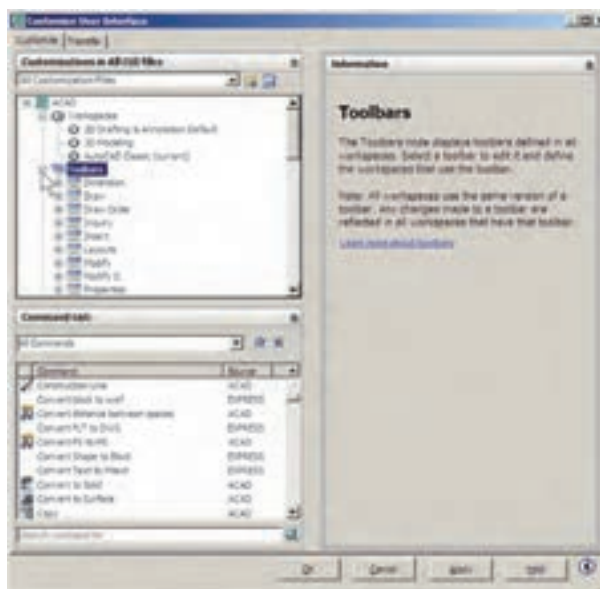 Customize User Interface
Customize Transfer
Customizations in All CUI files
All Customization Files
ACAD
Workspaces
2D Drafting & Annotation Default
3D Modeling
AutoCAD Classic (current)
Toolbars
Dimension
Draw
Draw Order
Inquiry
Insert
Layouts
Modify
Modify II
Properties
Command List:
All Commands
Command Source
Construction Line ACAD
Convert block to xref EXPRESS
Convert distance between spaces ACAD
Convert PLT to DWG EXPRESS
Convert PS to MS ACAD
Convert Shape to Block EXPRESS
Convert Text to Mtext EXPRESS
Convert to Solid ACAD
Convert to Surface ACAD
Copy ACAD
Search command list
Information
Toolbars
The Toolbars node displays toolbars defined in all
workspaces. Select a toolbar to edit it and define
the workspaces that use the toolbar.
Note: All workspaces use the same version of a
toolbar. Any changes made to a toolbar are
reflected in all workspaces that have that toolbar.
Learn more about toolbars
OK Cancel Apply Help